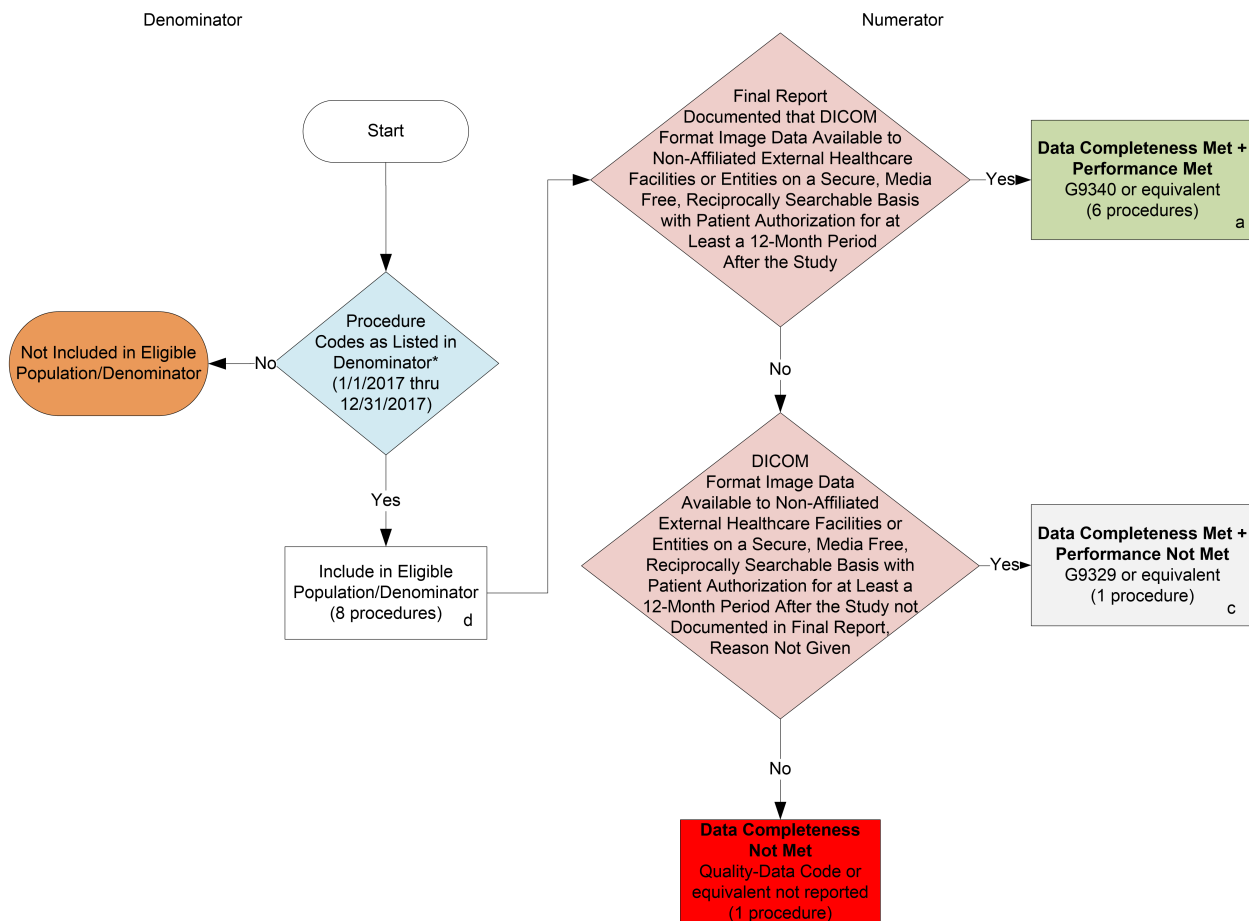 Denominator
Numerator
Start
Procedure
Codes as Listed in
Denominator*
(1/1/2017 thru
12/31/2017)
No
Not Included in Eligible
Population/Denominator
Yes
Include in Eligible
Population/Denominator
(8 procedures)
d
Final Report
Documented that DICOM
Format Image Data Available to
Non-Affiliated External Healthcare
Facilities or Entities on a Secure, Media
Free, Reciprocally Searchable Basis
with Patient Authorization for at
Least a 12-Month Period
After the Study
Yes
Data Completeness Met +
Performance Met
G9340 or equivalent
(6 procedures)
a
No
DICOM
Format Image Data
Available to Non-Affiliated
External Healthcare Facilities or
Entities on a Secure, Media Free,
Reciprocally Searchable Basis with
Patient Authorization for at Least a
12-Month Period After the Study not
Documented in Final Report,
Reason Not Given
Yes
Data Completeness Met +
Performance Not Met
G9329 or equivalent
(1 procedure)
c
No
Data Completeness
Not Met
Quality-Data Code or
equivalent not reported
(1 procedure)